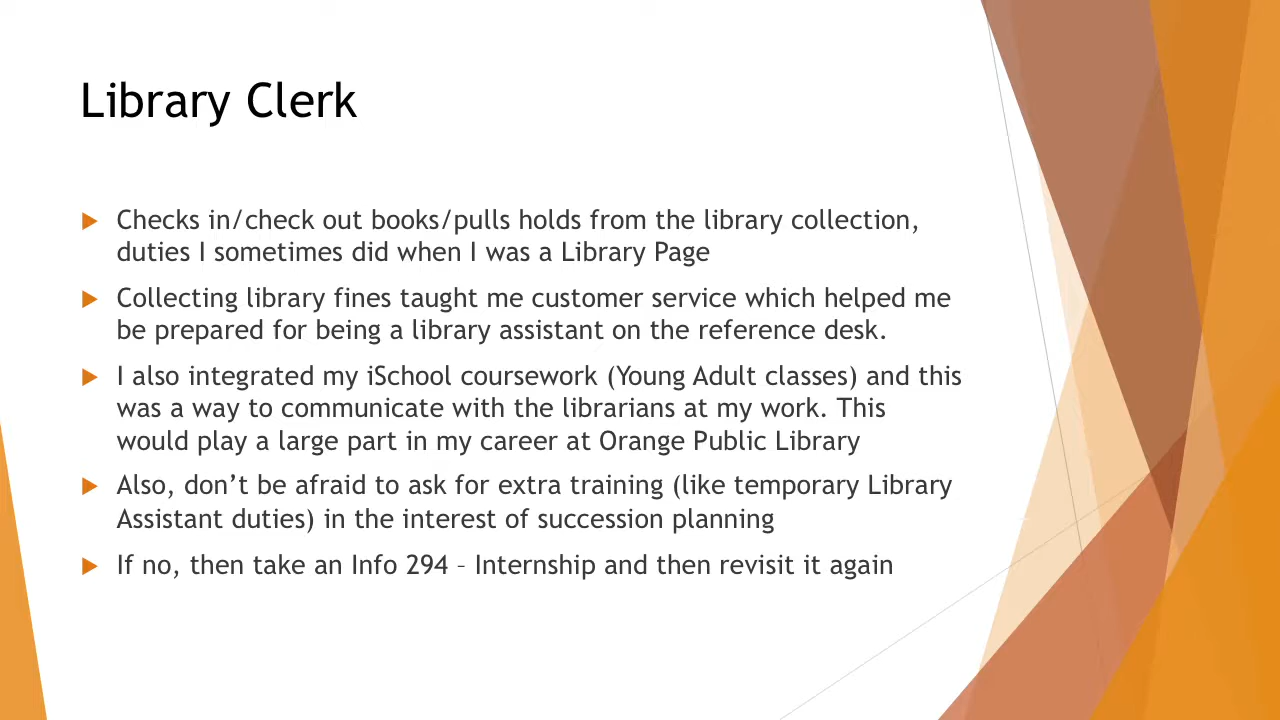 Library Clerk
Checks in/check out books/pulls holds from the library collection,
duties I sometimes did when I was a Library Page
Collecting library fines taught me customer service which helped me
be prepared for being a library assistant on the reference desk.
I also integrated my iSchool coursework (Young Adult classes) and this
was a way to communicate with the librarians at my work. This
would play a large part in my career at Orange Public Library
Also, don’t be afraid to ask for extra training (like temporary Library
Assistant duties) in the interest of succession planning
If no, then take an Info 294 – Internship and then revisit it again